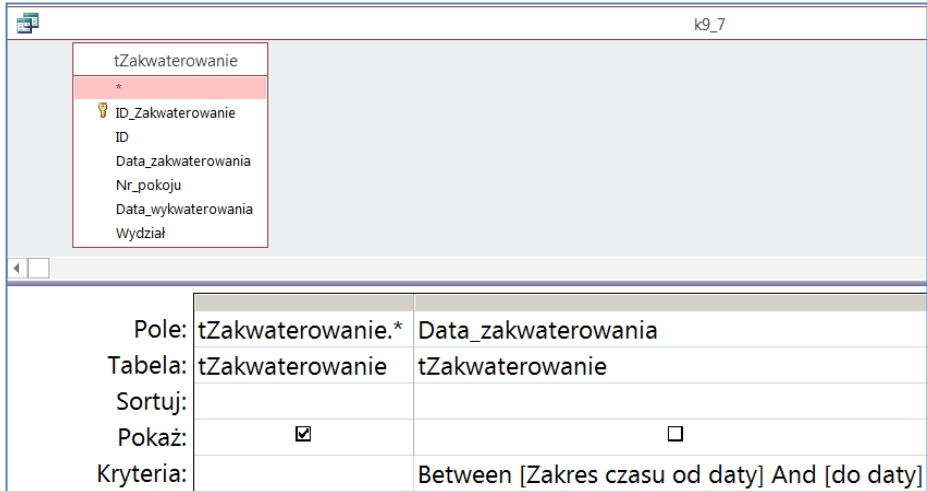 k9_7
tZakwaterowanie
*
ID_Zakwaterowanie
ID
Data_zakwaterowania
Nr_pokoju
Data_wykwaterowania
Wydział
Pole: tZakwaterowanie.* Data_zakwaterowania
Tabela: tZakwaterowanie tZakwaterowanie
Sortuj:
Pokaż:
Kryteria: Between [Zakres czasu od daty] And [do daty]